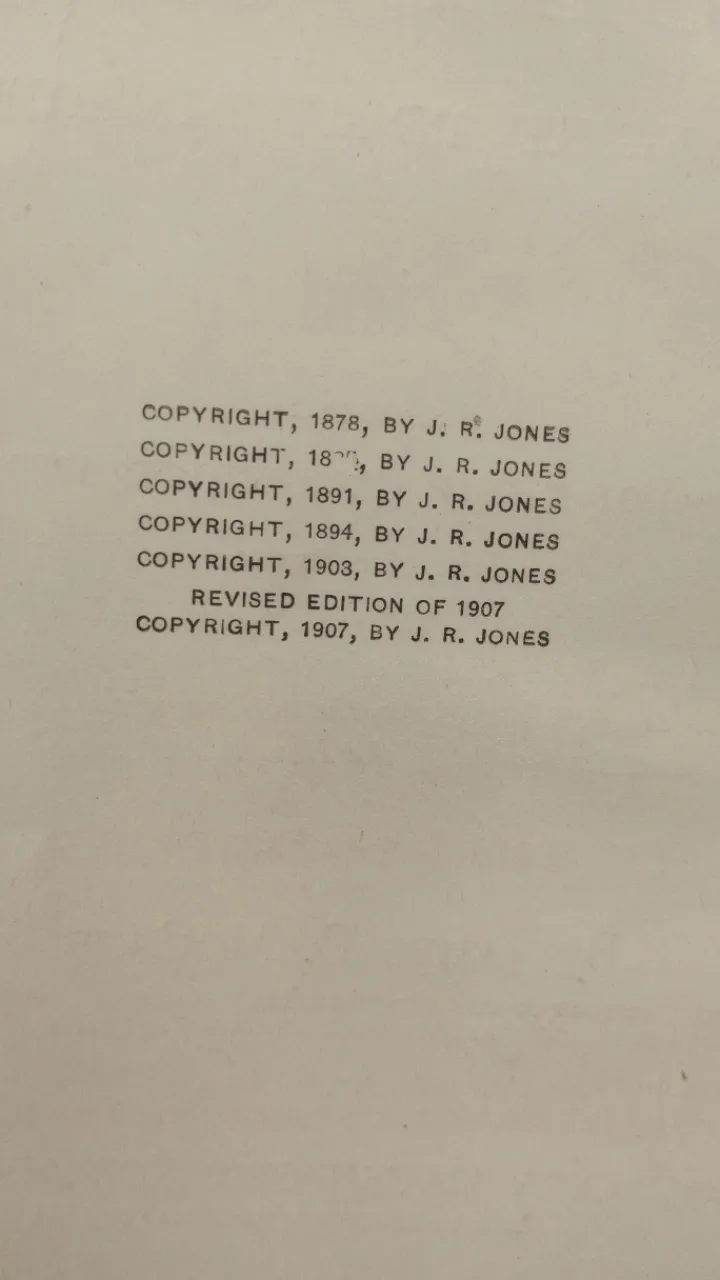 COPYRIGHT, 1878, BY J. R. JONES
COPYRIGHT, BY J. R. JONES
COPYRIGHT, 1891, BY J. R. JONES
COPYRIGHT, 1894, BY J. R. JONES
COPYRIGHT, 1903, BY J. R. JONES
REVISED EDITION OF 1907
COPYRIGHT, 1907, BY J. R. JONES